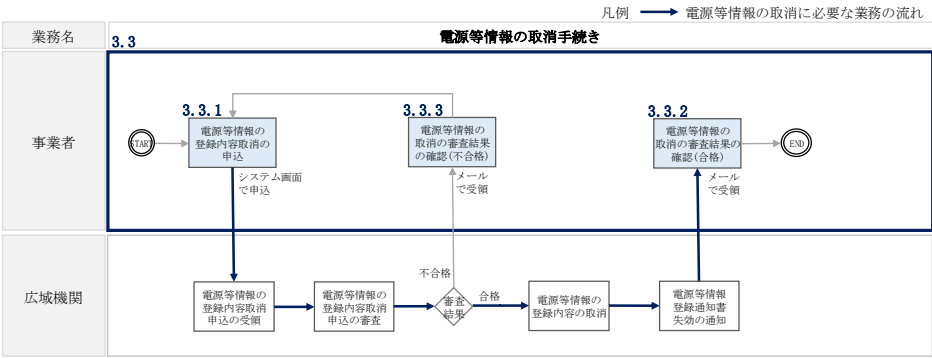 凡例 電源等情報の取消に必要な業務の流れ
業務名
3.3
電源等情報の取消手続き
事業者
START
3.3.1
電源等情報の
登録内容取消の
申込
システム画面
で申込
3.3.3
電源等情報の
取消の審査結果
の確認(不合格)
メール
で受領
3.3.2
電源等情報の
取消の審査結果の
確認(合格)
メール
で受領
END
広域機関
電源等情報の
登録内容取消
申込の受領
電源等情報の
登録内容取消
申込の審査
不合格
審査
結果
合格
電源等情報の
登録内容の取消
電源等情報
登録通知書
失効の通知